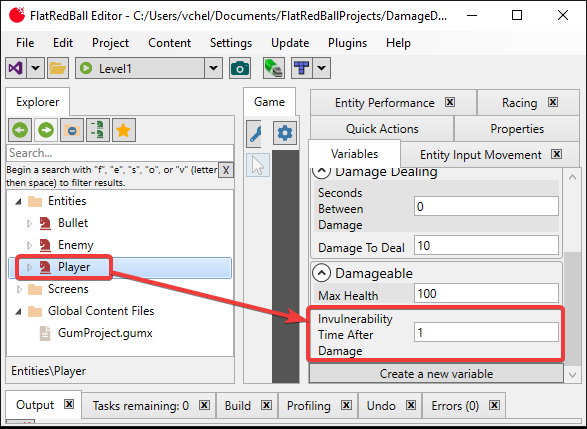 FlatRedBall Editor - C:/Users/vchel/Documents/FlatRedBallProjects/DamageD...
File Edit Project Content Settings Update Plugins Help
Level1
Explorer
Game
Entity Performance
Racing
Quick Actions
Properties
Variables
Entity Input Movement
Search...
Begin a search with "f", "e", "s", "o", or "v" (letter X
then space) to filter results.
Entities
Bullet
Enemy
Player
Screens
Global Content Files
GumProject.gumx
Entities\Player
Damage Dealing
Seconds
Between
Damage
0
Damage To Deal 10
Damageable
Max Health 100
Invulnerability
Time After
Damage
1
Create a new variable
Output Tasks remaining: 0 Build Profiling Undo Errors (0)